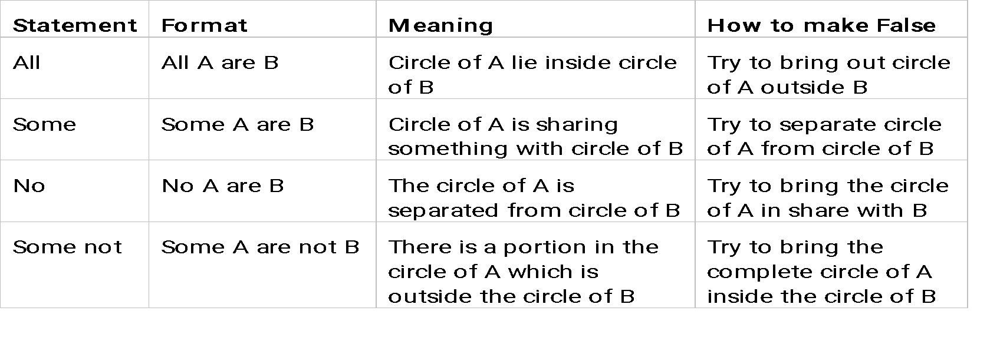 Statement Format Meaning How to make False
All All A are B Circle of A lie inside circle Try to bring out circle
of B of A outside B
Some Some A are B Circle of A is sharing Try to separate circle
something with circle of B of A from circle of B
No No A are B The circle of A is Try to bring the circle
separated from circle of B of A in share with B
Some not Some A are not B There is a portion in the Try to bring the
circle of A which is complete circle of A
outside the circle of B inside the circle of B